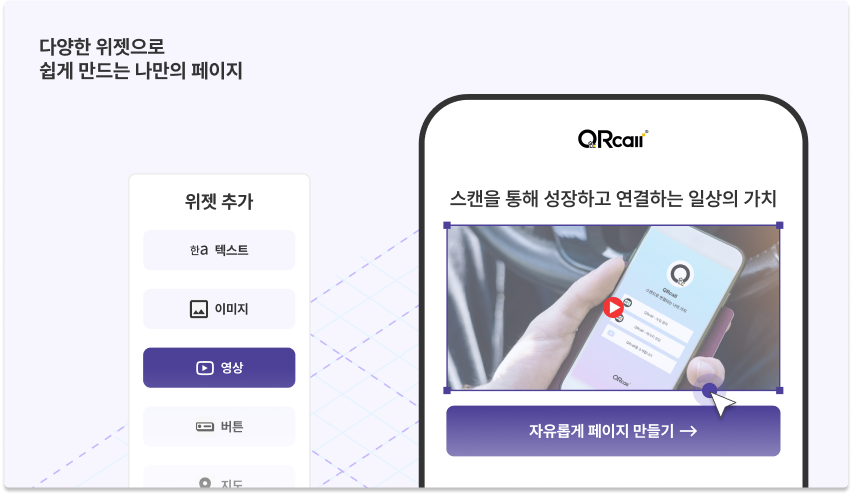 다양한 위젯으로
쉽게 만드는 나만의 페이지
위젯 추가
한a 텍스트
이미지
영상
버튼
지도
QRcall
스캔을 통해 성장하고 연결하는 일상의 가치
QRcall
QRcall
자유롭게 페이지 만들기 →